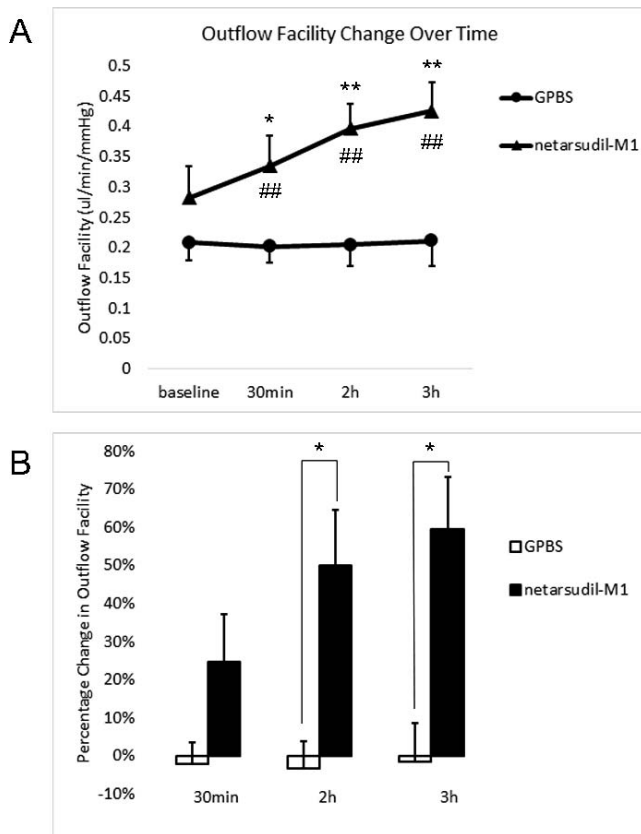 A
Outflow Facility Change Over Time
Outflow Facility (ul/min/mmHg)
0.5
0.45
0.4
0.35
0.3
0.25
0.2
0.15
0.1
0.05
0
*
**
**
##
##
##
baseline
30min
2h
3h
GPBS
netarsudil-M1
B
Percentage Change in Outflow Facility
80%
70%
60%
50%
40%
30%
20%
10%
0%
-10%
*
*
30min
2h
3h
GPBS
netarsudil-M1